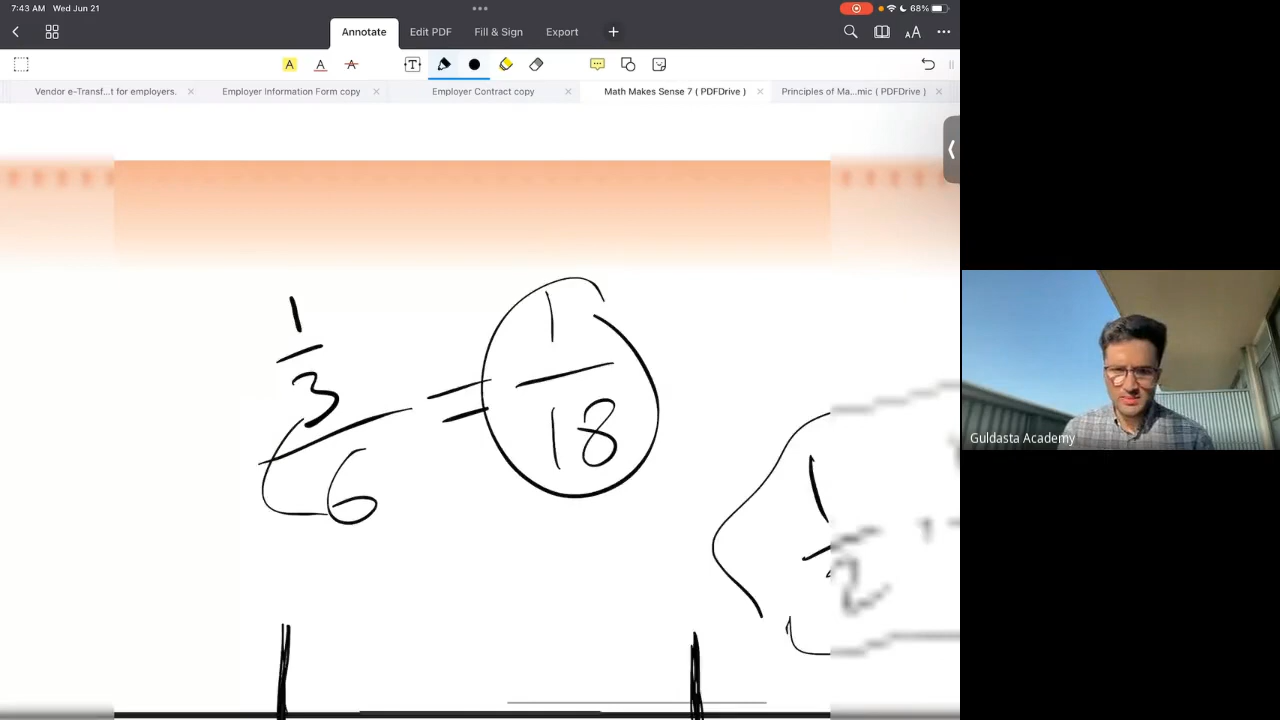 7:43 AM Wed Jun 21
68%
Annotate Edit PDF Fill & Sign Export
Vendor e-Transf...t for employers. Employer Information Form copy Employer Contract copy Math Makes Sense 7 ( PDFDrive ) Principles of Ma...mic ( PDFDrive )
1
3
6
=
1
18
1
2
Guldasta Academy